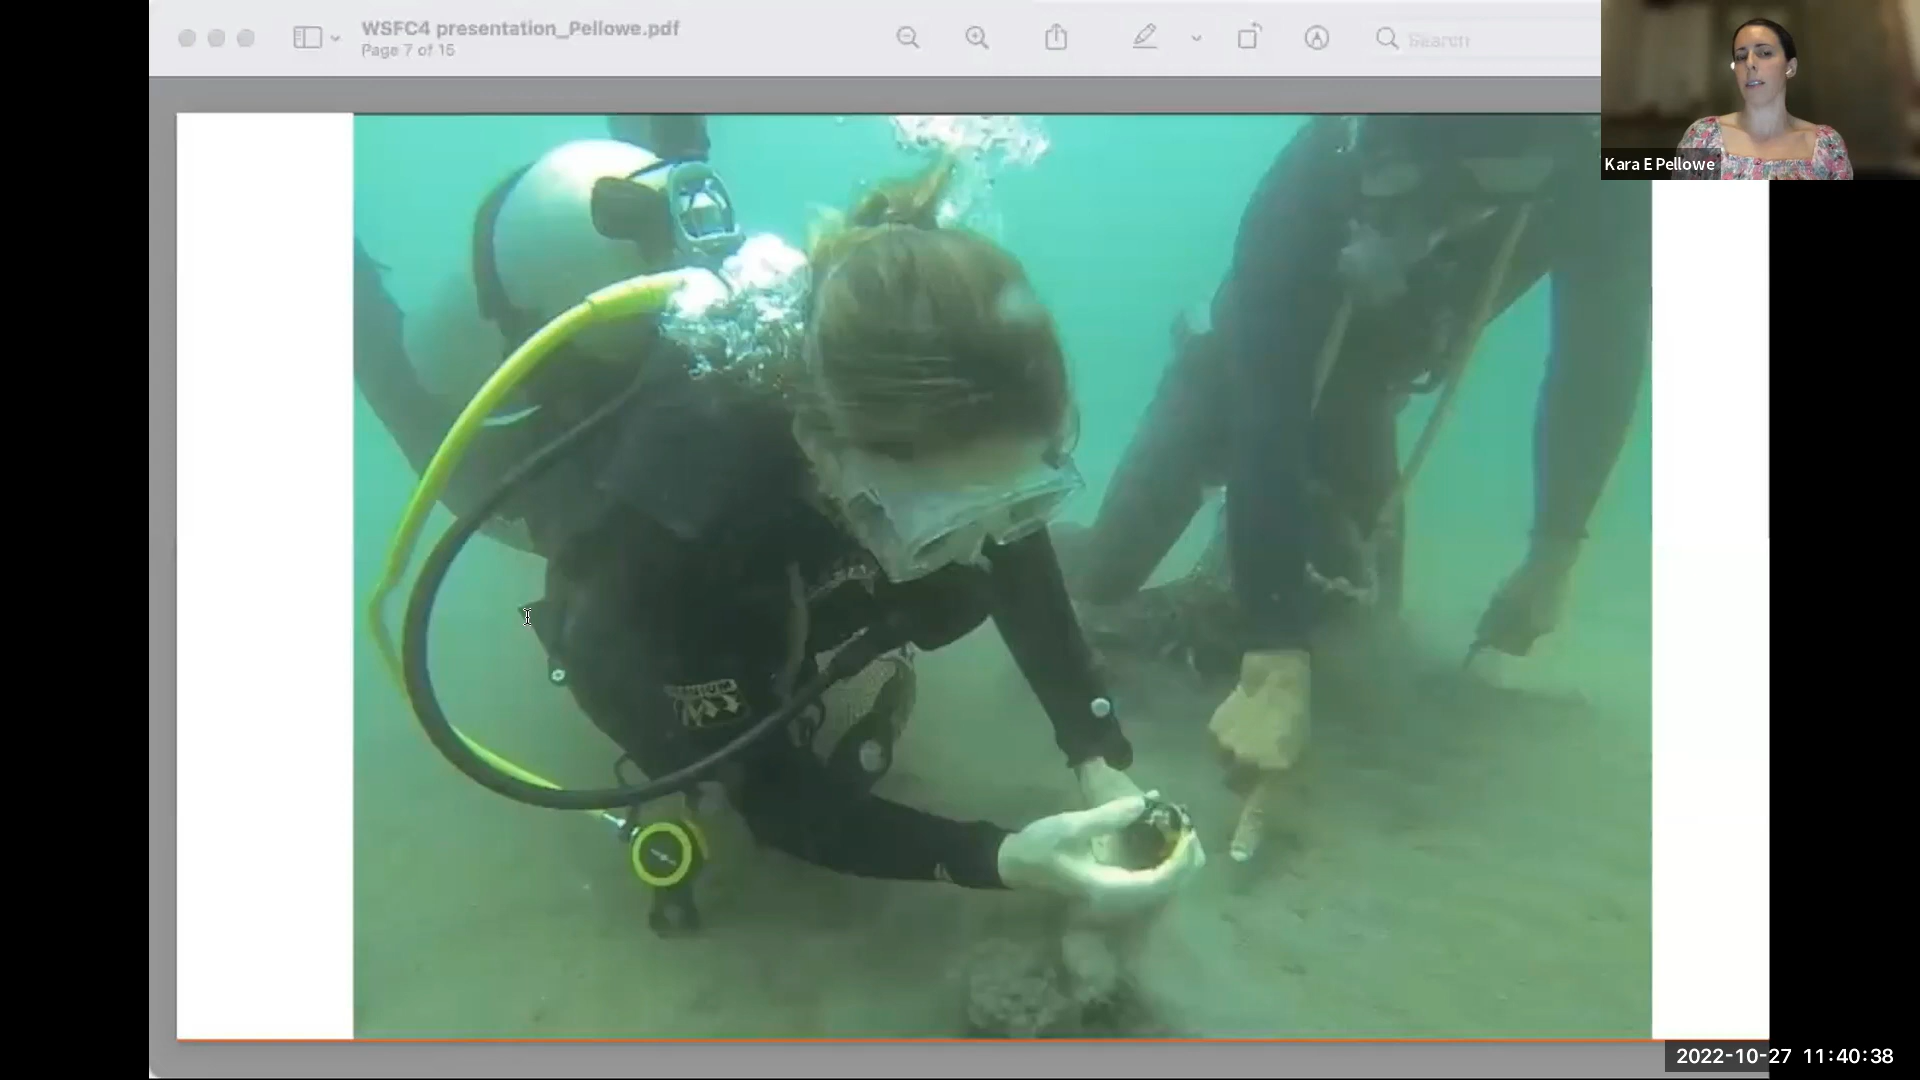 WSFC4 presentation_Pellowe.pdf
Page 7 of 15
Search
Kara E Pellowe
2022-10-27 11:40:38